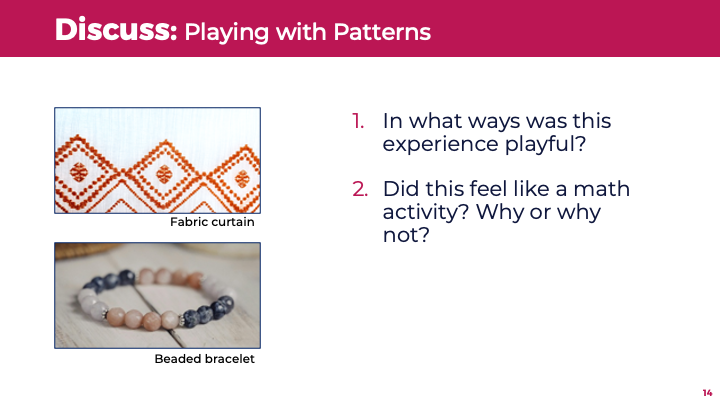 Discuss: Playing with Patterns
Fabric curtain
Beaded bracelet
1. In what ways was this
experience playful?
2. Did this feel like a math
activity? Why or why
not?
14